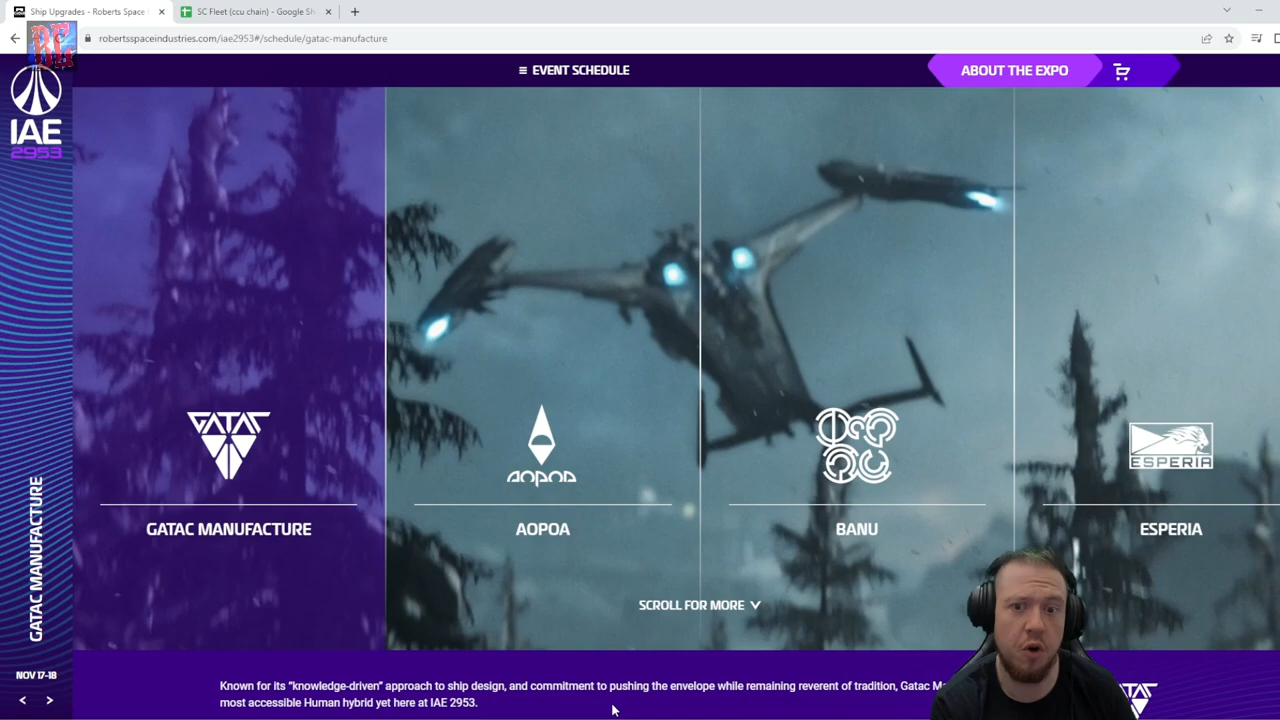 Ship Upgrades - Roberts Space
SC Fleet (ccu chain) - Google Sh
robertsspaceindustries.com/iae2953#/schedule/gatac-manufacture
EVENT SCHEDULE
ABOUT THE EXPO
IAE
2953
GATAC
AOPOA
ESPERIA
GATAC MANUFACTURE
AOPOA
BANU
ESPERIA
GATAC MANUFACTURE
SCROLL FOR MORE
NOV 17-18
Known for its “knowledge-driven” approach to ship design, and commitment to pushing the envelope while remaining reverent of tradition, Gatac
most accessible Human hybrid yet here at IAE 2953.